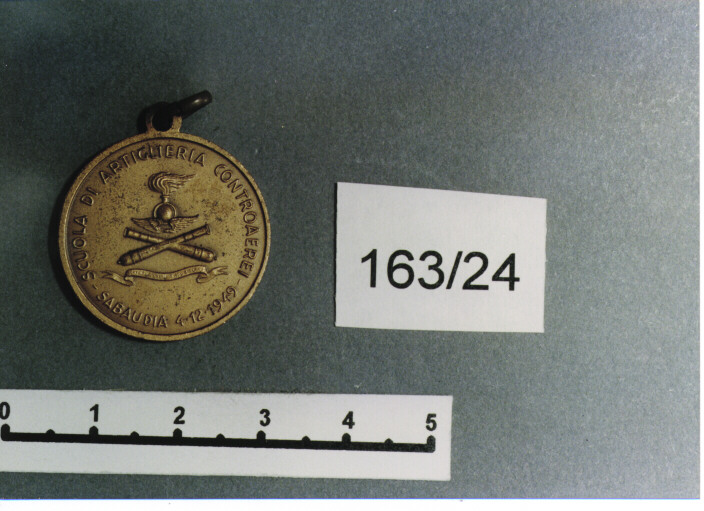 SCUOLA DI ARTIGLIERIA CONTROAEREI
- SABAUDIA 4-12-1949 -
163/24
0 1 2 3 4 5